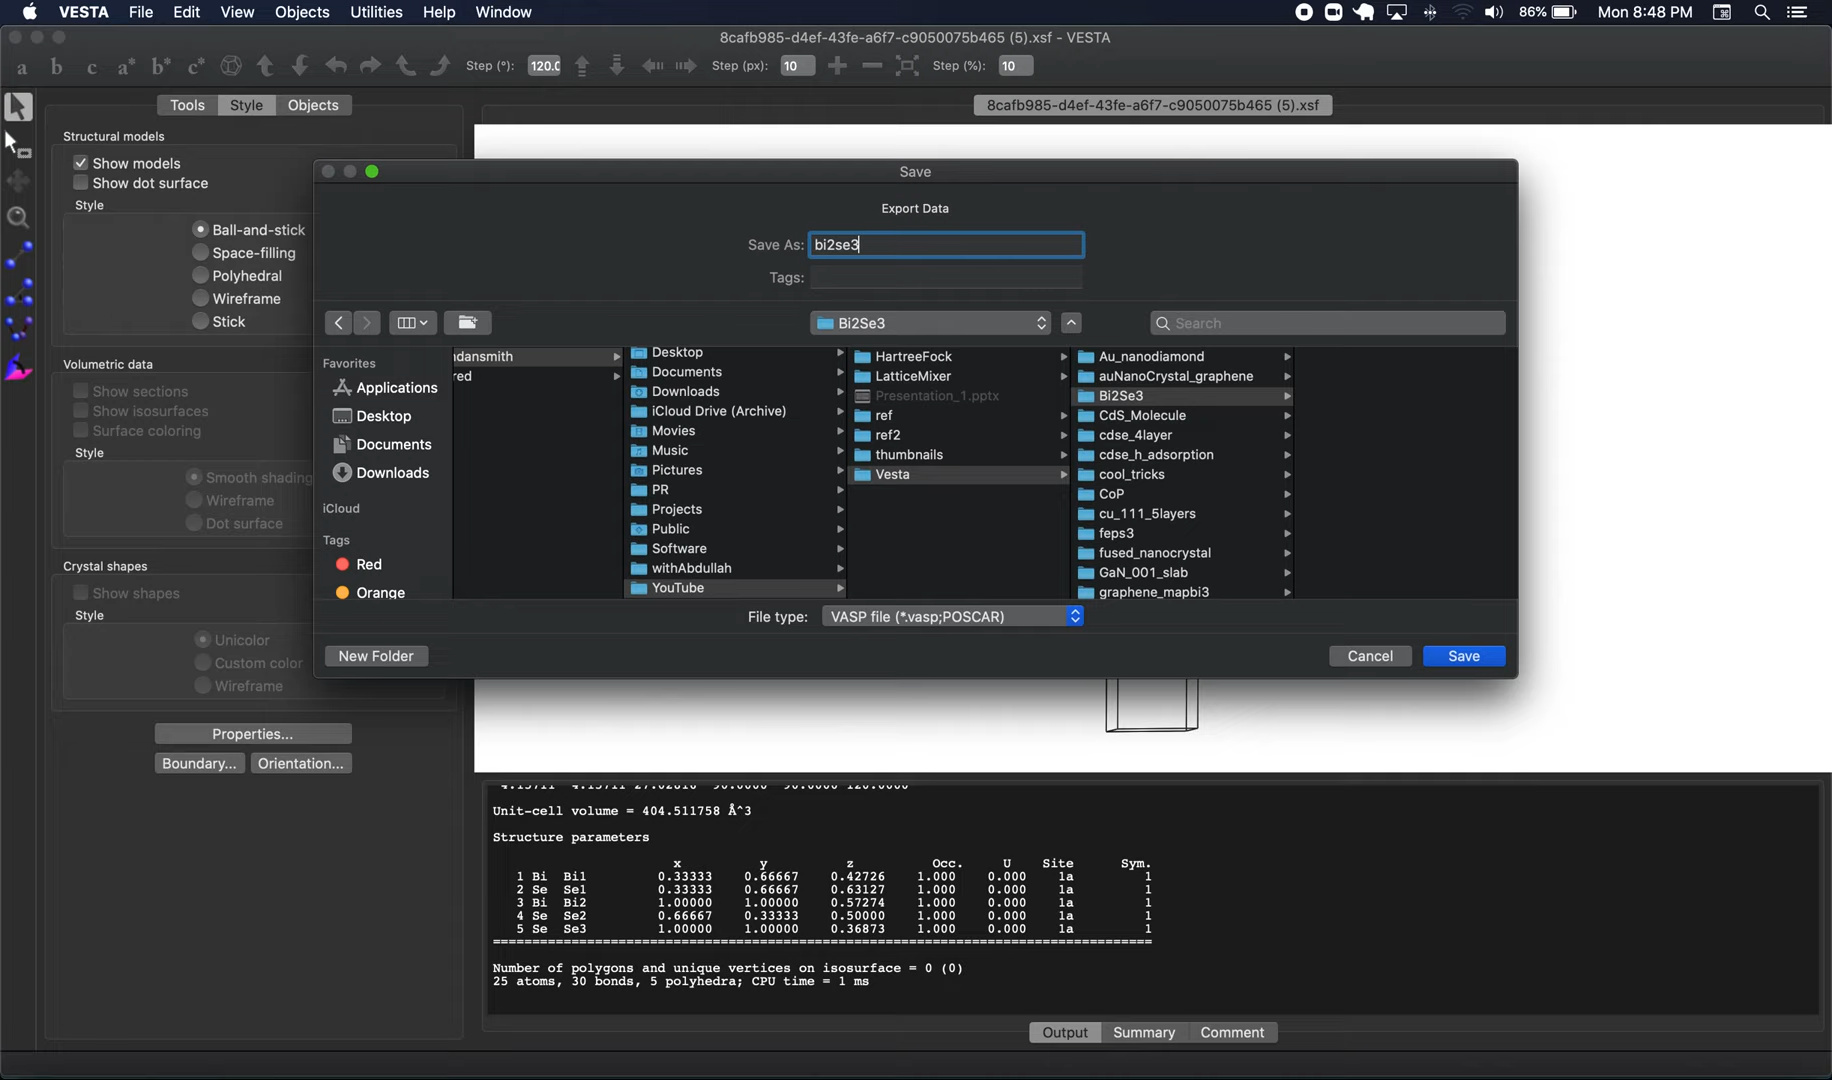 VESTA File Edit View Objects Utilities Help Window 86% Mon 8:48 PM
8cafb985-d4ef-43fe-a6f7-c9050075b465 (5).xsf - VESTA
a b c a* b* c* Step (°): 120.0 Step (px): 10 Step (%): 10
Tools Style Objects
8cafb985-d4ef-43fe-a6f7-c9050075b465 (5).xsf
Structural models
Show models
Show dot surface
Style
Ball-and-stick
Space-filling
Polyhedral
Wireframe
Stick
Volumetric data
Show sections
Show isosurfaces
Surface coloring
Style
Smooth shading
Wireframe
Dot surface
Crystal shapes
Show shapes
Style
Unicolor
Custom color
Wireframe
Properties...
Boundary... Orientation...
Save
Export Data
Save As: bi2se3
Tags:
Bi2Se3
Search
Favorites
Applications
Desktop
Documents
Downloads
iCloud
Tags
Red
Orange
dansmith
red
Desktop
Documents
Downloads
iCloud Drive (Archive)
Movies
Music
Pictures
PR
Projects
Public
Software
withAbdullah
YouTube
HartreeFock
LatticeMixer
Presentation_1.pptx
ref
ref2
thumbnails
Vesta
Au_nanodiamond
auNanoCrystal_graphene
Bi2Se3
CdS_Molecule
cdse_4layer
cdse_h_adsorption
cool_tricks
CoP
cu_111_5layers
feps3
fused_nanocrystal
GaN_001_slab
graphene_mapbi3
File type: VASP file (*.vasp;POSCAR)
New Folder Cancel Save
Unit-cell volume = 404.511758 Å^3
Structure parameters
x y z Occ. U Site Sym.
1 Bi Bi1 0.33333 0.66667 0.42726 1.000 0.000 1a 1
2 Se Se1 0.33333 0.66667 0.63127 1.000 0.000 1a 1
3 Bi Bi2 1.00000 1.00000 0.57274 1.000 0.000 1a 1
4 Se Se2 0.66667 0.33333 0.50000 1.000 0.000 1a 1
5 Se Se3 1.00000 1.00000 0.36873 1.000 0.000 1a 1
Number of polygons and unique vertices on isosurface = 0 (0)
25 atoms, 30 bonds, 5 polyhedra; CPU time = 1 ms
Output Summary Comment